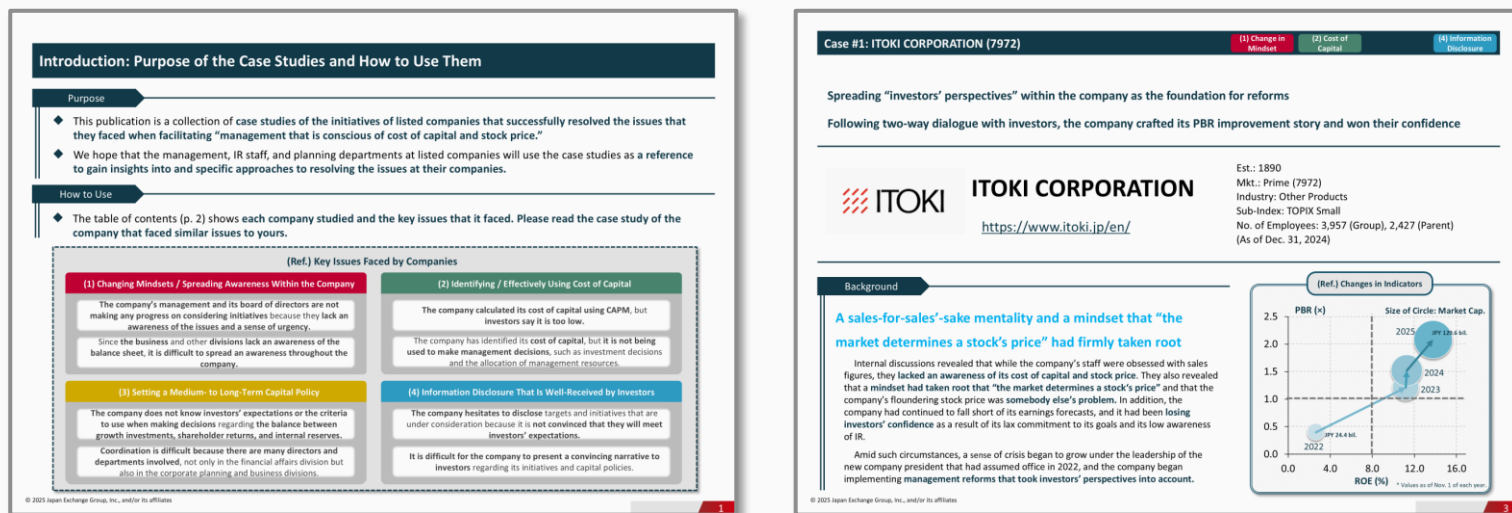 Introduction: Purpose of the Case Studies and How to Use Them
Purpose
◆ This publication is a collection of case studies of the initiatives of listed companies that successfully resolved the issues that
they faced when facilitating “management that is conscious of cost of capital and stock price.”
◆ We hope that the management, IR staff, and planning departments at listed companies will use the case studies as a reference
to gain insights into and specific approaches to resolving the issues at their companies.
How to Use
◆ The table of contents (p. 2) shows each company studied and the key issues that it faced. Please read the case study of the
company that faced similar issues to yours.
(Ref.) Key Issues Faced by Companies
(1) Changing Mindsets / Spreading Awareness Within the Company
The company’s management and its board of directors are not
making any progress on considering initiatives because they lack an
awareness of the issues and a sense of urgency.
Since the business and other divisions lack an awareness of the
balance sheet, it is difficult to spread an awareness throughout the
company.
(2) Identifying / Effectively Using Cost of Capital
The company calculated its cost of capital using CAPM, but
investors say it is too low.
The company has identified its cost of capital, but it is not being
used to make management decisions, such as investment decisions
and the allocation of management resources.
(3) Setting a Medium- to Long-Term Capital Policy
The company does not know investors’ expectations or the criteria
to use when making decisions regarding the balance between
growth investments, shareholder returns, and internal reserves.
Coordination is difficult because there are many directors and
departments involved, not only in the financial affairs division but
also in the corporate planning and business divisions.
(4) Information Disclosure That Is Well-Received by Investors
The company hesitates to disclose targets and initiatives that are
under consideration because it is not convinced that they will meet
investors’ expectations.
It is difficult for the company to present a convincing narrative to
investors regarding its initiatives and capital policies.
© 2025 Japan Exchange Group, Inc., and/or its affiliates
1
Case #1: ITOKI CORPORATION (7972)
(1) Change in
Mindset
(2) Cost of
Capital
(4) Information
Disclosure
Spreading “investors’ perspectives” within the company as the foundation for reforms
Following two-way dialogue with investors, the company crafted its PBR improvement story and won their confidence
ITOKI
ITOKI CORPORATION
https://www.itoki.jp/en/
Est.: 1890
Mkt.: Prime (7972)
Industry: Other Products
Sub-Index: TOPIX Small
No. of Employees: 3,957 (Group), 2,427 (Parent)
(As of Dec. 31, 2024)
Background
A sales-for-sales’-sake mentality and a mindset that “the
market determines a stock’s price” had firmly taken root
Internal discussions revealed that while the company’s staff were obsessed with sales
figures, they lacked an awareness of its cost of capital and stock price. They also revealed
that a mindset had taken root that “the market determines a stock’s price” and that the
company’s floundering stock price was somebody else’s problem. In addition, the
company had continued to fall short of its earnings forecasts, and it had been losing
investors’ confidence as a result of its lax commitment to its goals and its low awareness
of IR.
Amid such circumstances, a sense of crisis began to grow under the leadership of the
new company president that had assumed office in 2022, and the company began
implementing management reforms that took investors’ perspectives into account.
(Ref.) Changes in Indicators
PBR (×)
Size of Circle: Market Cap.
2.5
2.0
1.5
1.0
0.5
0.0
2025
JPY 129.6 bil.
2024
2023
JPY 24.4 bil.
2022
0.0 4.0 8.0 12.0 16.0
ROE (%)
* Values as of Nov. 1 of each year.
© 2025 Japan Exchange Group, Inc., and/or its affiliates
3